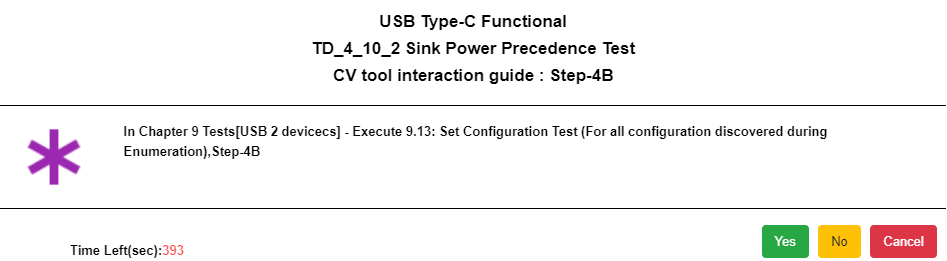 USB Type-C Functional
TD_4_10_2 Sink Power Precedence Test
CV tool interaction guide : Step-4B
In Chapter 9 Tests[USB 2 devicecs] - Execute 9.13: Set Configuration Test (For all configuration discovered during
Enumeration),Step-4B
Time Left(sec):393
Yes
No
Cancel